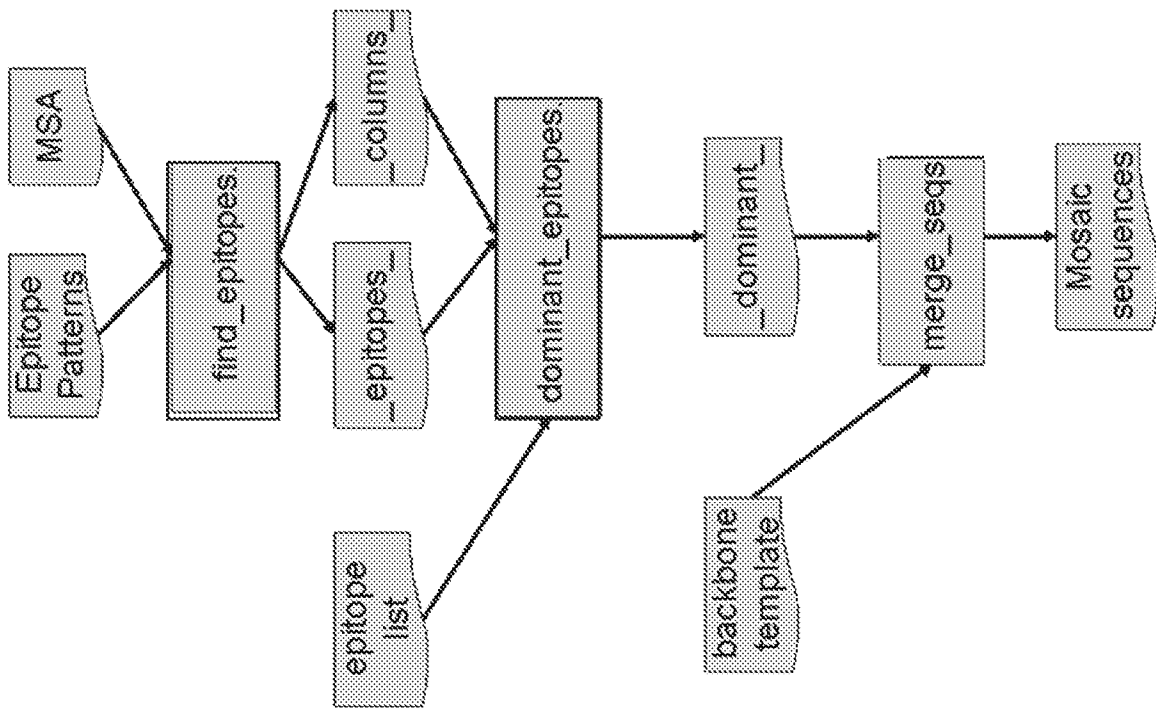 Epitope
Patterns
MSA
find_epitopes
epitope
list
_epitopes_
_columns_
dominant_epitopes
backbone
template
_dominant_
merge_seqs
Mosaic
sequences